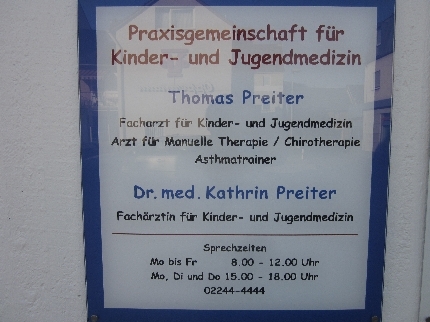 Praxisgemeinschaft für
Kinder- und Jugendmedizin
Thomas Preiter
Facharzt für Kinder- und Jugendmedizin
Arzt für Manuelle Therapie / Chirotherapie
Asthmatrainer
Dr. med. Kathrin Preiter
Fachärztin für Kinder- und Jugendmedizin
Sprechzeiten
Mo bis Fr 8.00 - 12.00 Uhr
Mo, Di und Do 15.00 - 18.00 Uhr
02244-4444